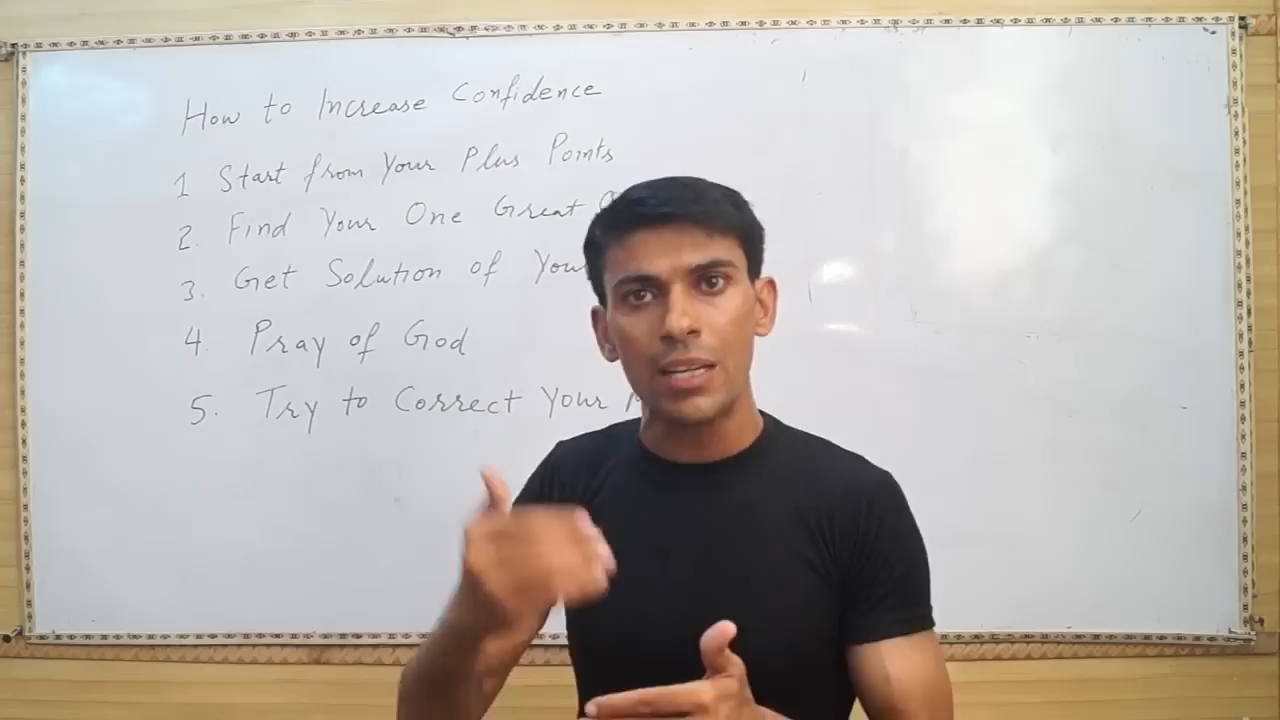 How to Increase Confidence
1 Start from Your Plus Points
2. Find Your One Great
3. Get Solution of Your
4. Pray of God
5. Try to Correct Your